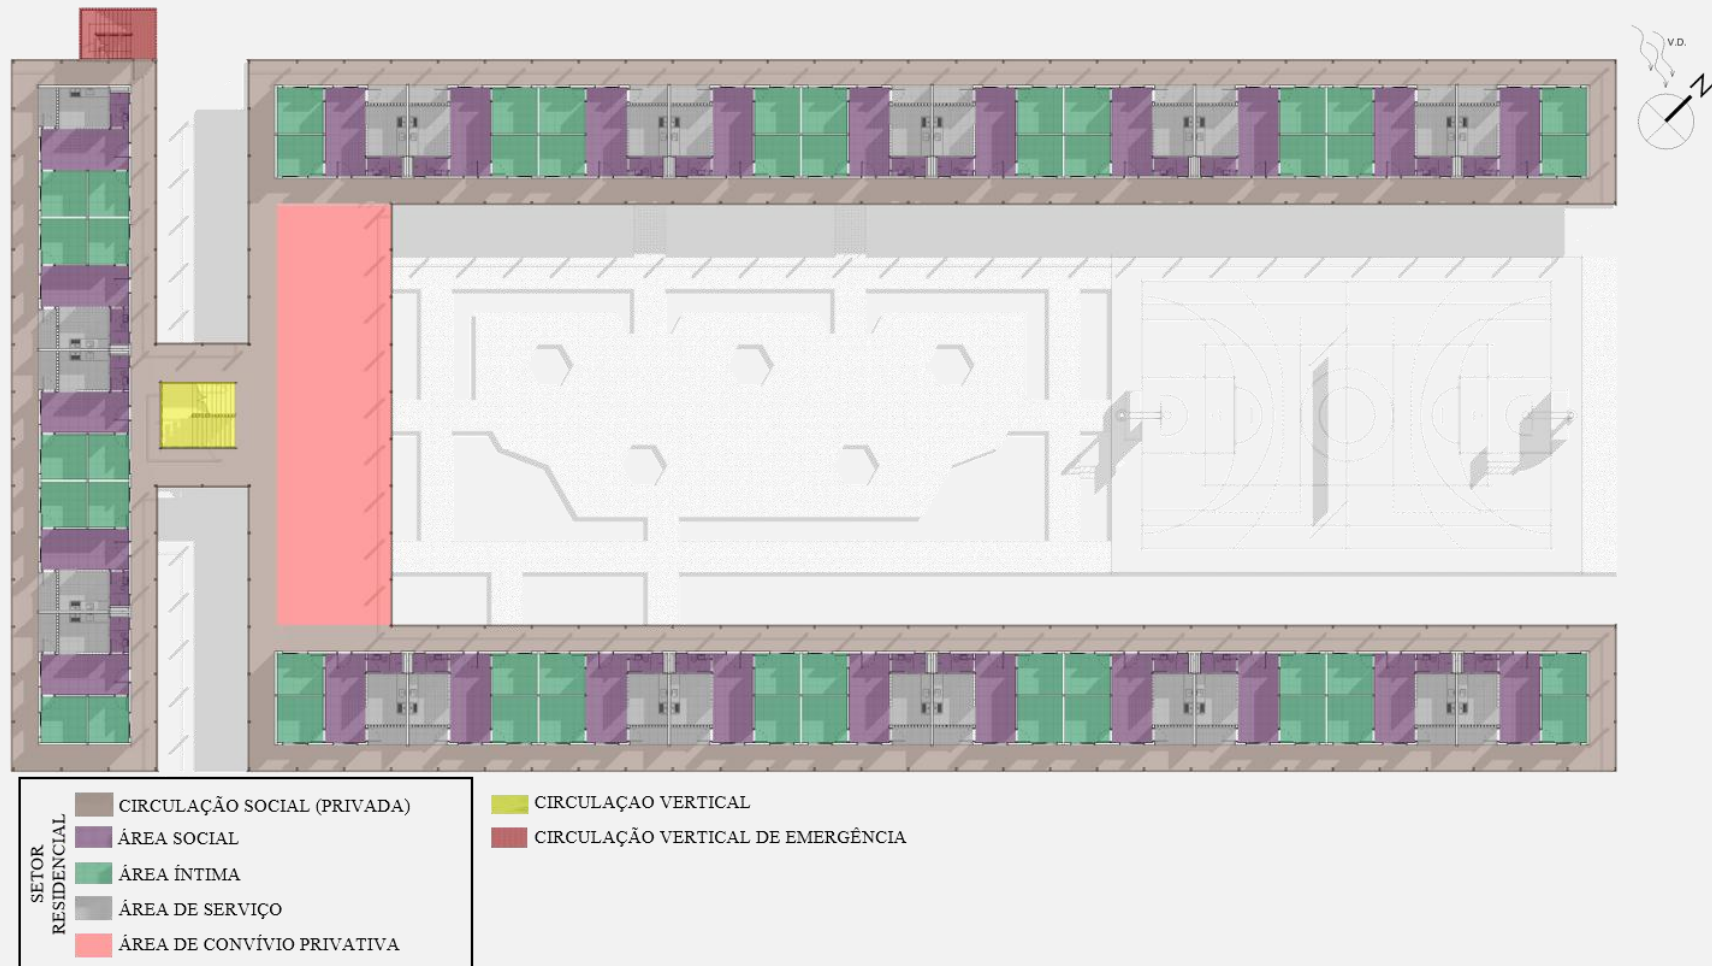 V.D.
N
SETOR
RESIDENCIAL
CIRCULAÇÃO SOCIAL (PRIVADA)
ÁREA SOCIAL
ÁREA ÍNTIMA
ÁREA DE SERVIÇO
ÁREA DE CONVÍVIO PRIVATIVA
CIRCULAÇAO VERTICAL
CIRCULAÇÃO VERTICAL DE EMERGÊNCIA